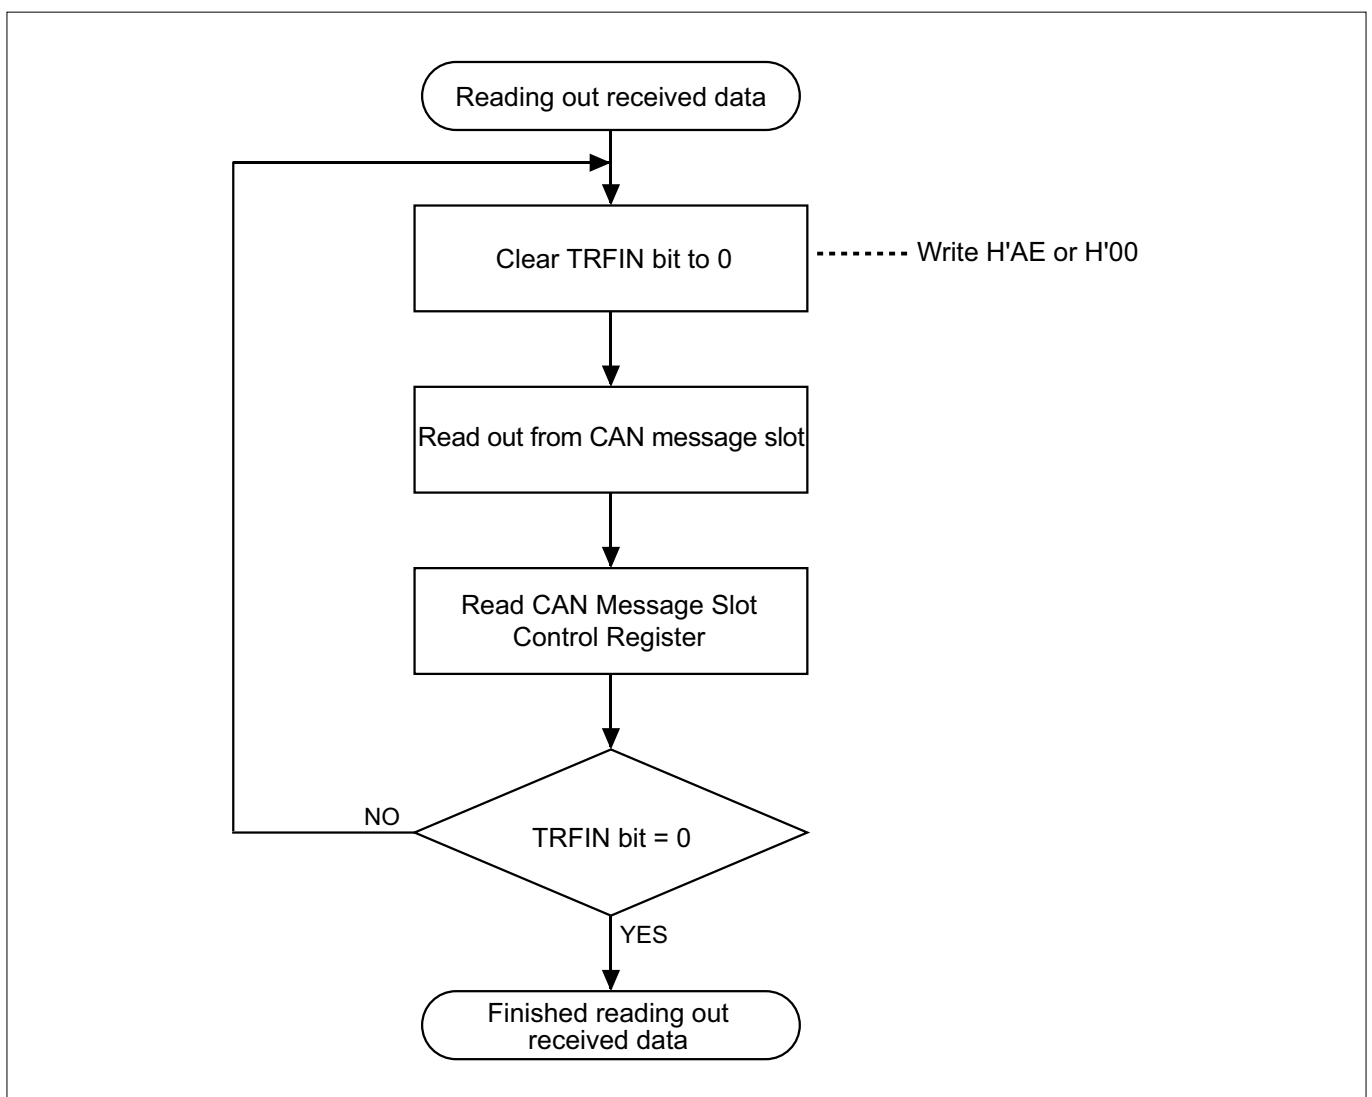 Reading out received data
Clear TRFIN bit to 0
Write H'AE or H'00
Read out from CAN message slot
Read CAN Message Slot
Control Register
TRFIN bit = 0
NO
YES
Finished reading out
received data